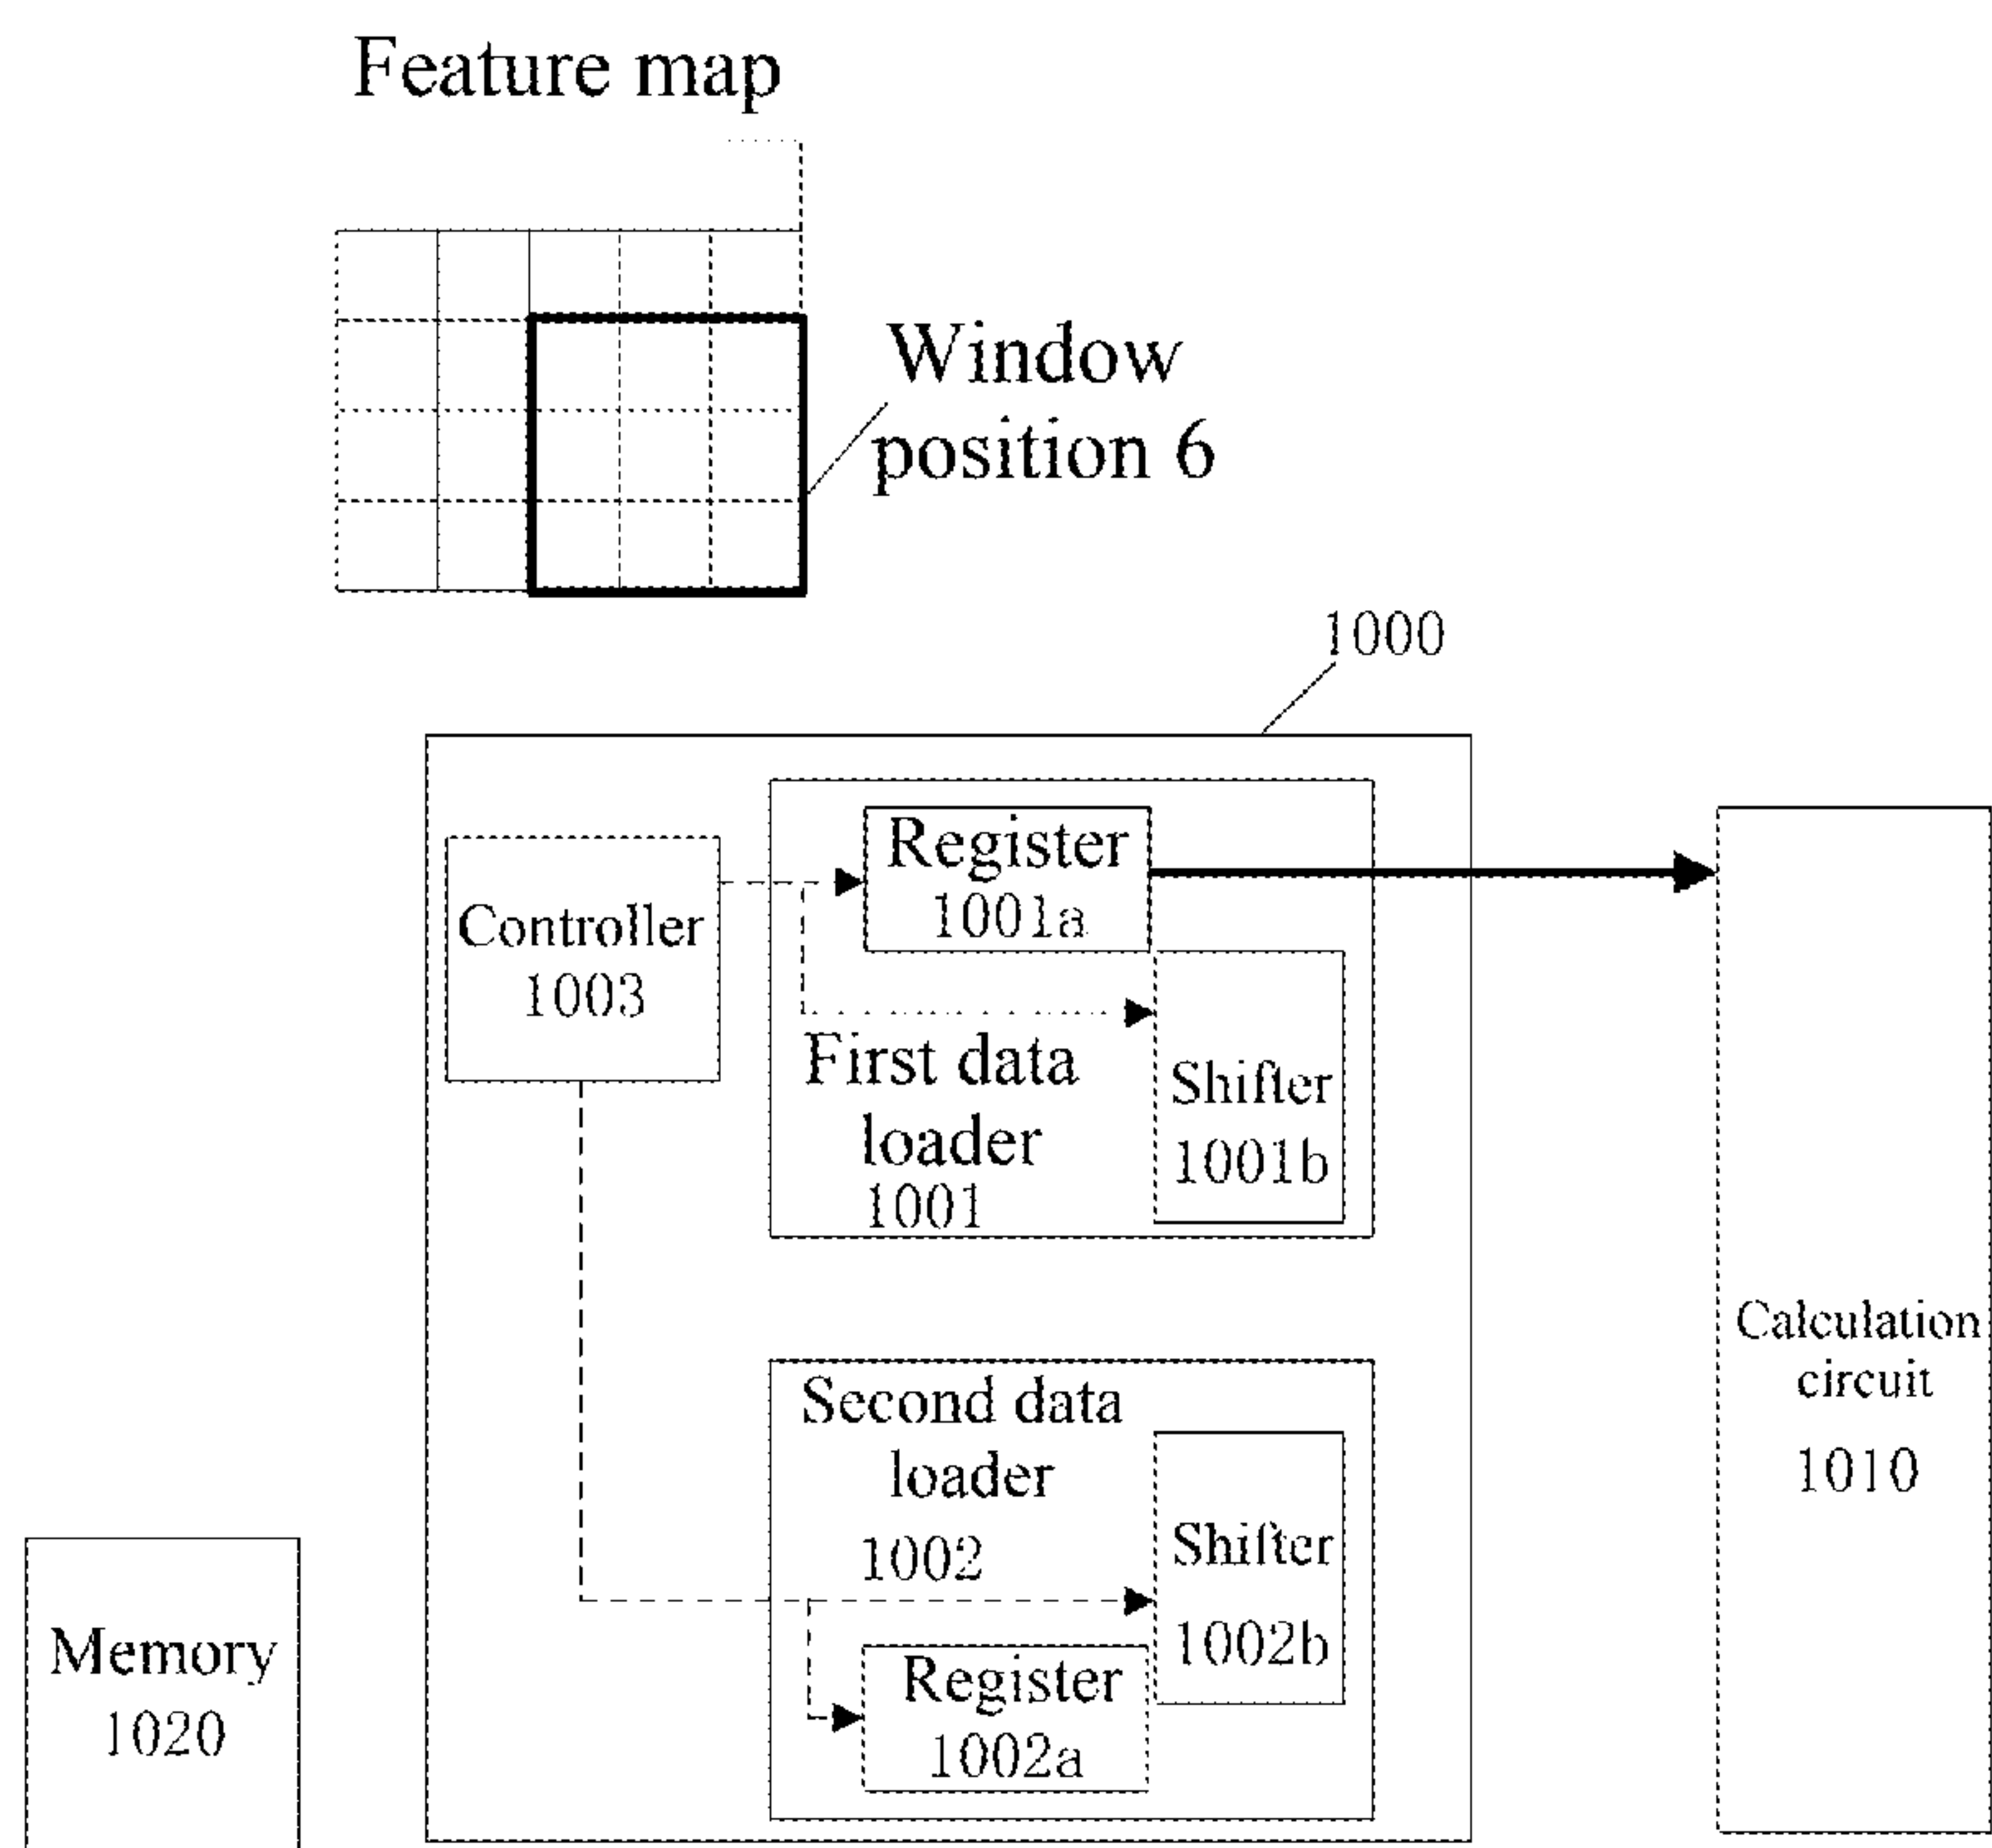 Feature map
Window
position 6
1000
Register
1001a
Controller
1003
First data
loader
1001
Shifter
1001b
Calculation
circuit
1010
Second data
loader
1002
Shifter
1002b
Register
1002a
Memory
1020